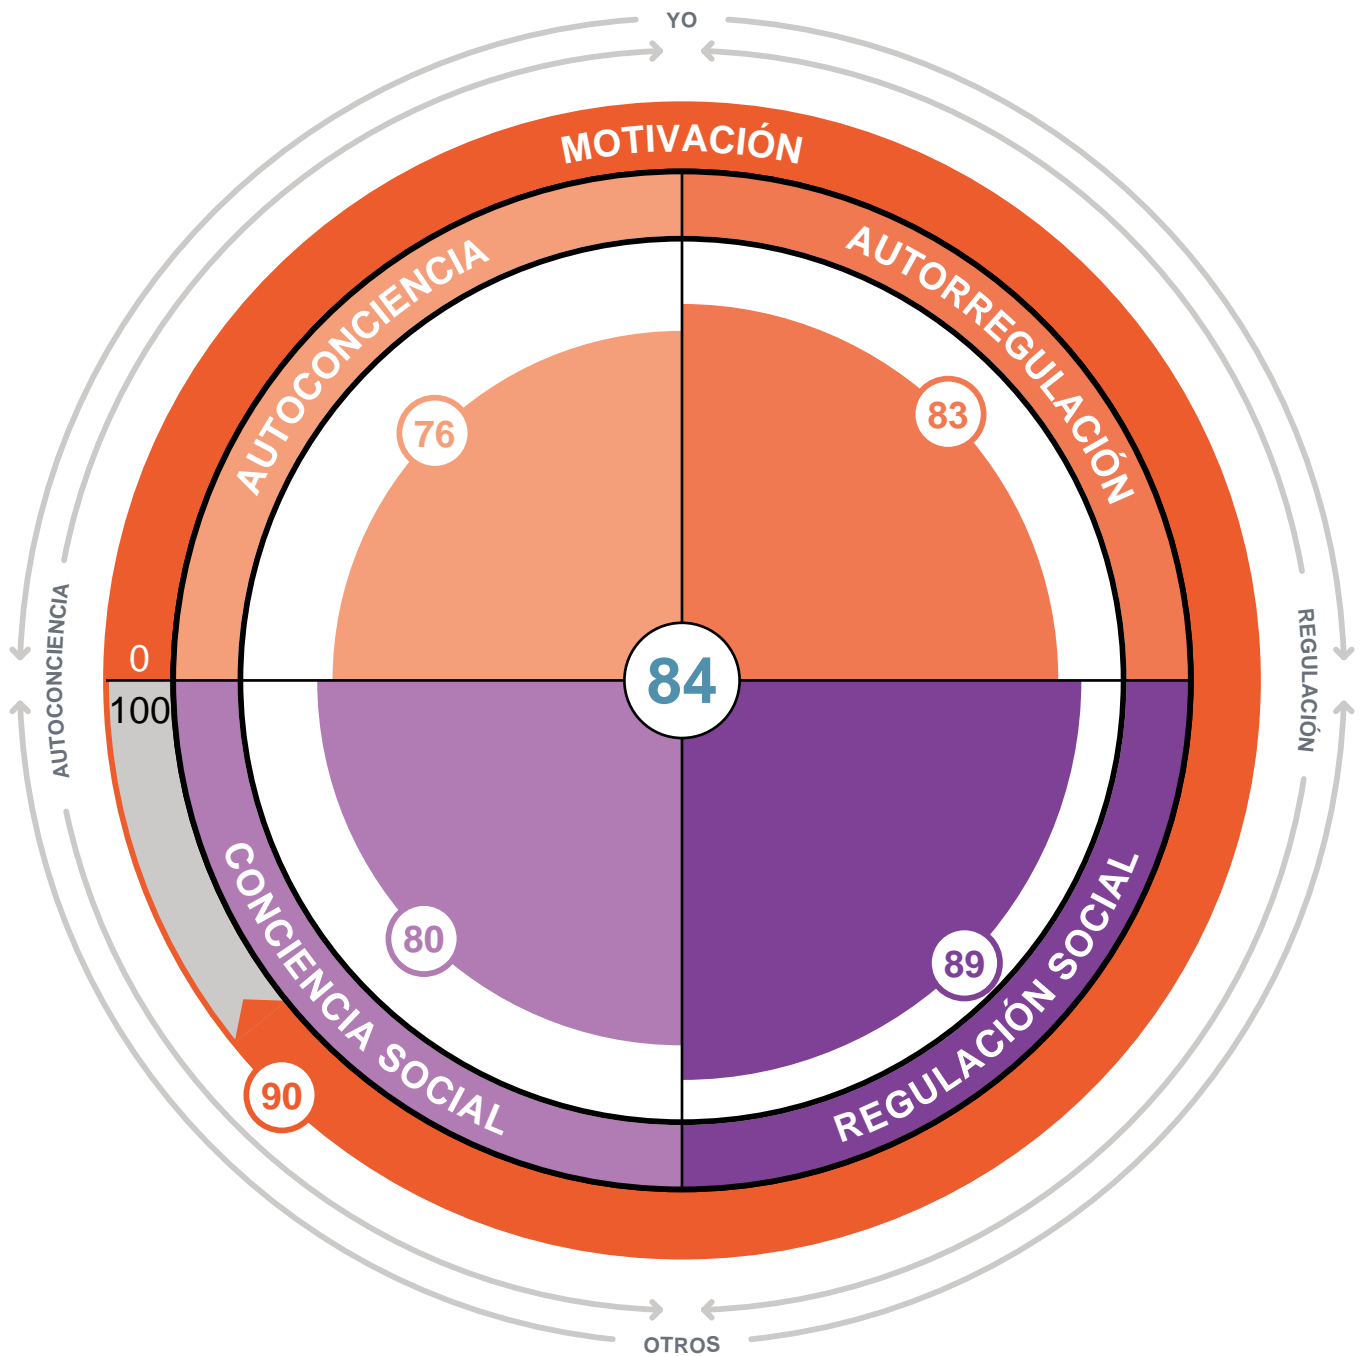 YO
MOTIVACIÓN
AUTOCONCIENCIA
AUTORREGULACIÓN
76
83
AUTOCONCIENCIA
REGULACIÓN
0
100
84
80
89
CONCIENCIA SOCIAL
REGULACIÓN SOCIAL
90
OTROS